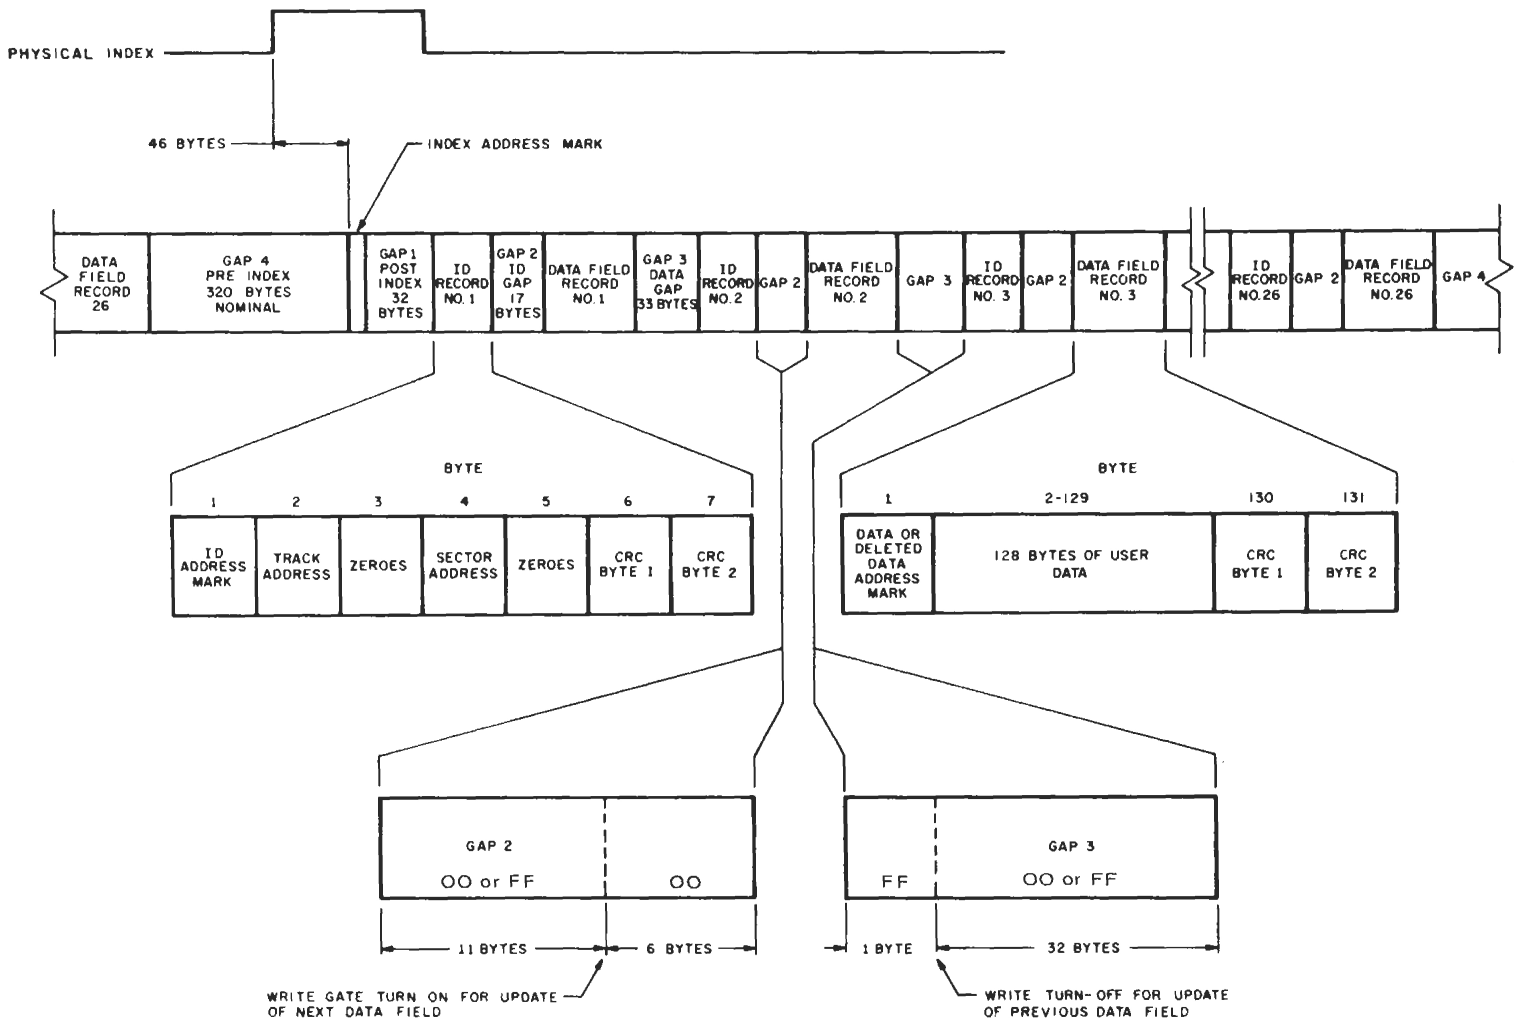 PHYSICAL INDEX
46 BYTES
INDEX ADDRESS MARK
DATA
FIELD
RECORD
26
GAP 4
PRE INDEX
320 BYTES
NOMINAL
GAP 1
POST
INDEX
32
BYTES
ID
RECORD
NO. 1
GAP 2
ID
GAP
17
BYTES
DATA FIELD
RECORD
NO. 1
GAP 3
DATA
GAP
33 BYTES
ID
RECORD
NO. 2
GAP 2
DATA FIELD
RECORD
NO. 2
GAP 3
ID
RECORD
NO. 3
GAP 2
DATA FIELD
RECORD
NO. 3
ID
RECORD
NO. 26
GAP 2
DATA FIELD
RECORD
NO. 26
GAP 4
BYTE
1 2 3 4 5 6 7
ID
ADDRESS
MARK
TRACK
ADDRESS
ZEROES
SECTOR
ADDRESS
ZEROES
CRC
BYTE 1
CRC
BYTE 2
BYTE
1 2-129 130 131
DATA OR
DELETED
DATA
ADDRESS
MARK
128 BYTES OF USER
DATA
CRC
BYTE 1
CRC
BYTE 2
GAP 2
00 or FF
00
11 BYTES
6 BYTES
WRITE GATE TURN ON FOR UPDATE
OF NEXT DATA FIELD
GAP 3
FF
00 or FF
1 BYTE
32 BYTES
WRITE TURN-OFF FOR UPDATE
OF PREVIOUS DATA FIELD